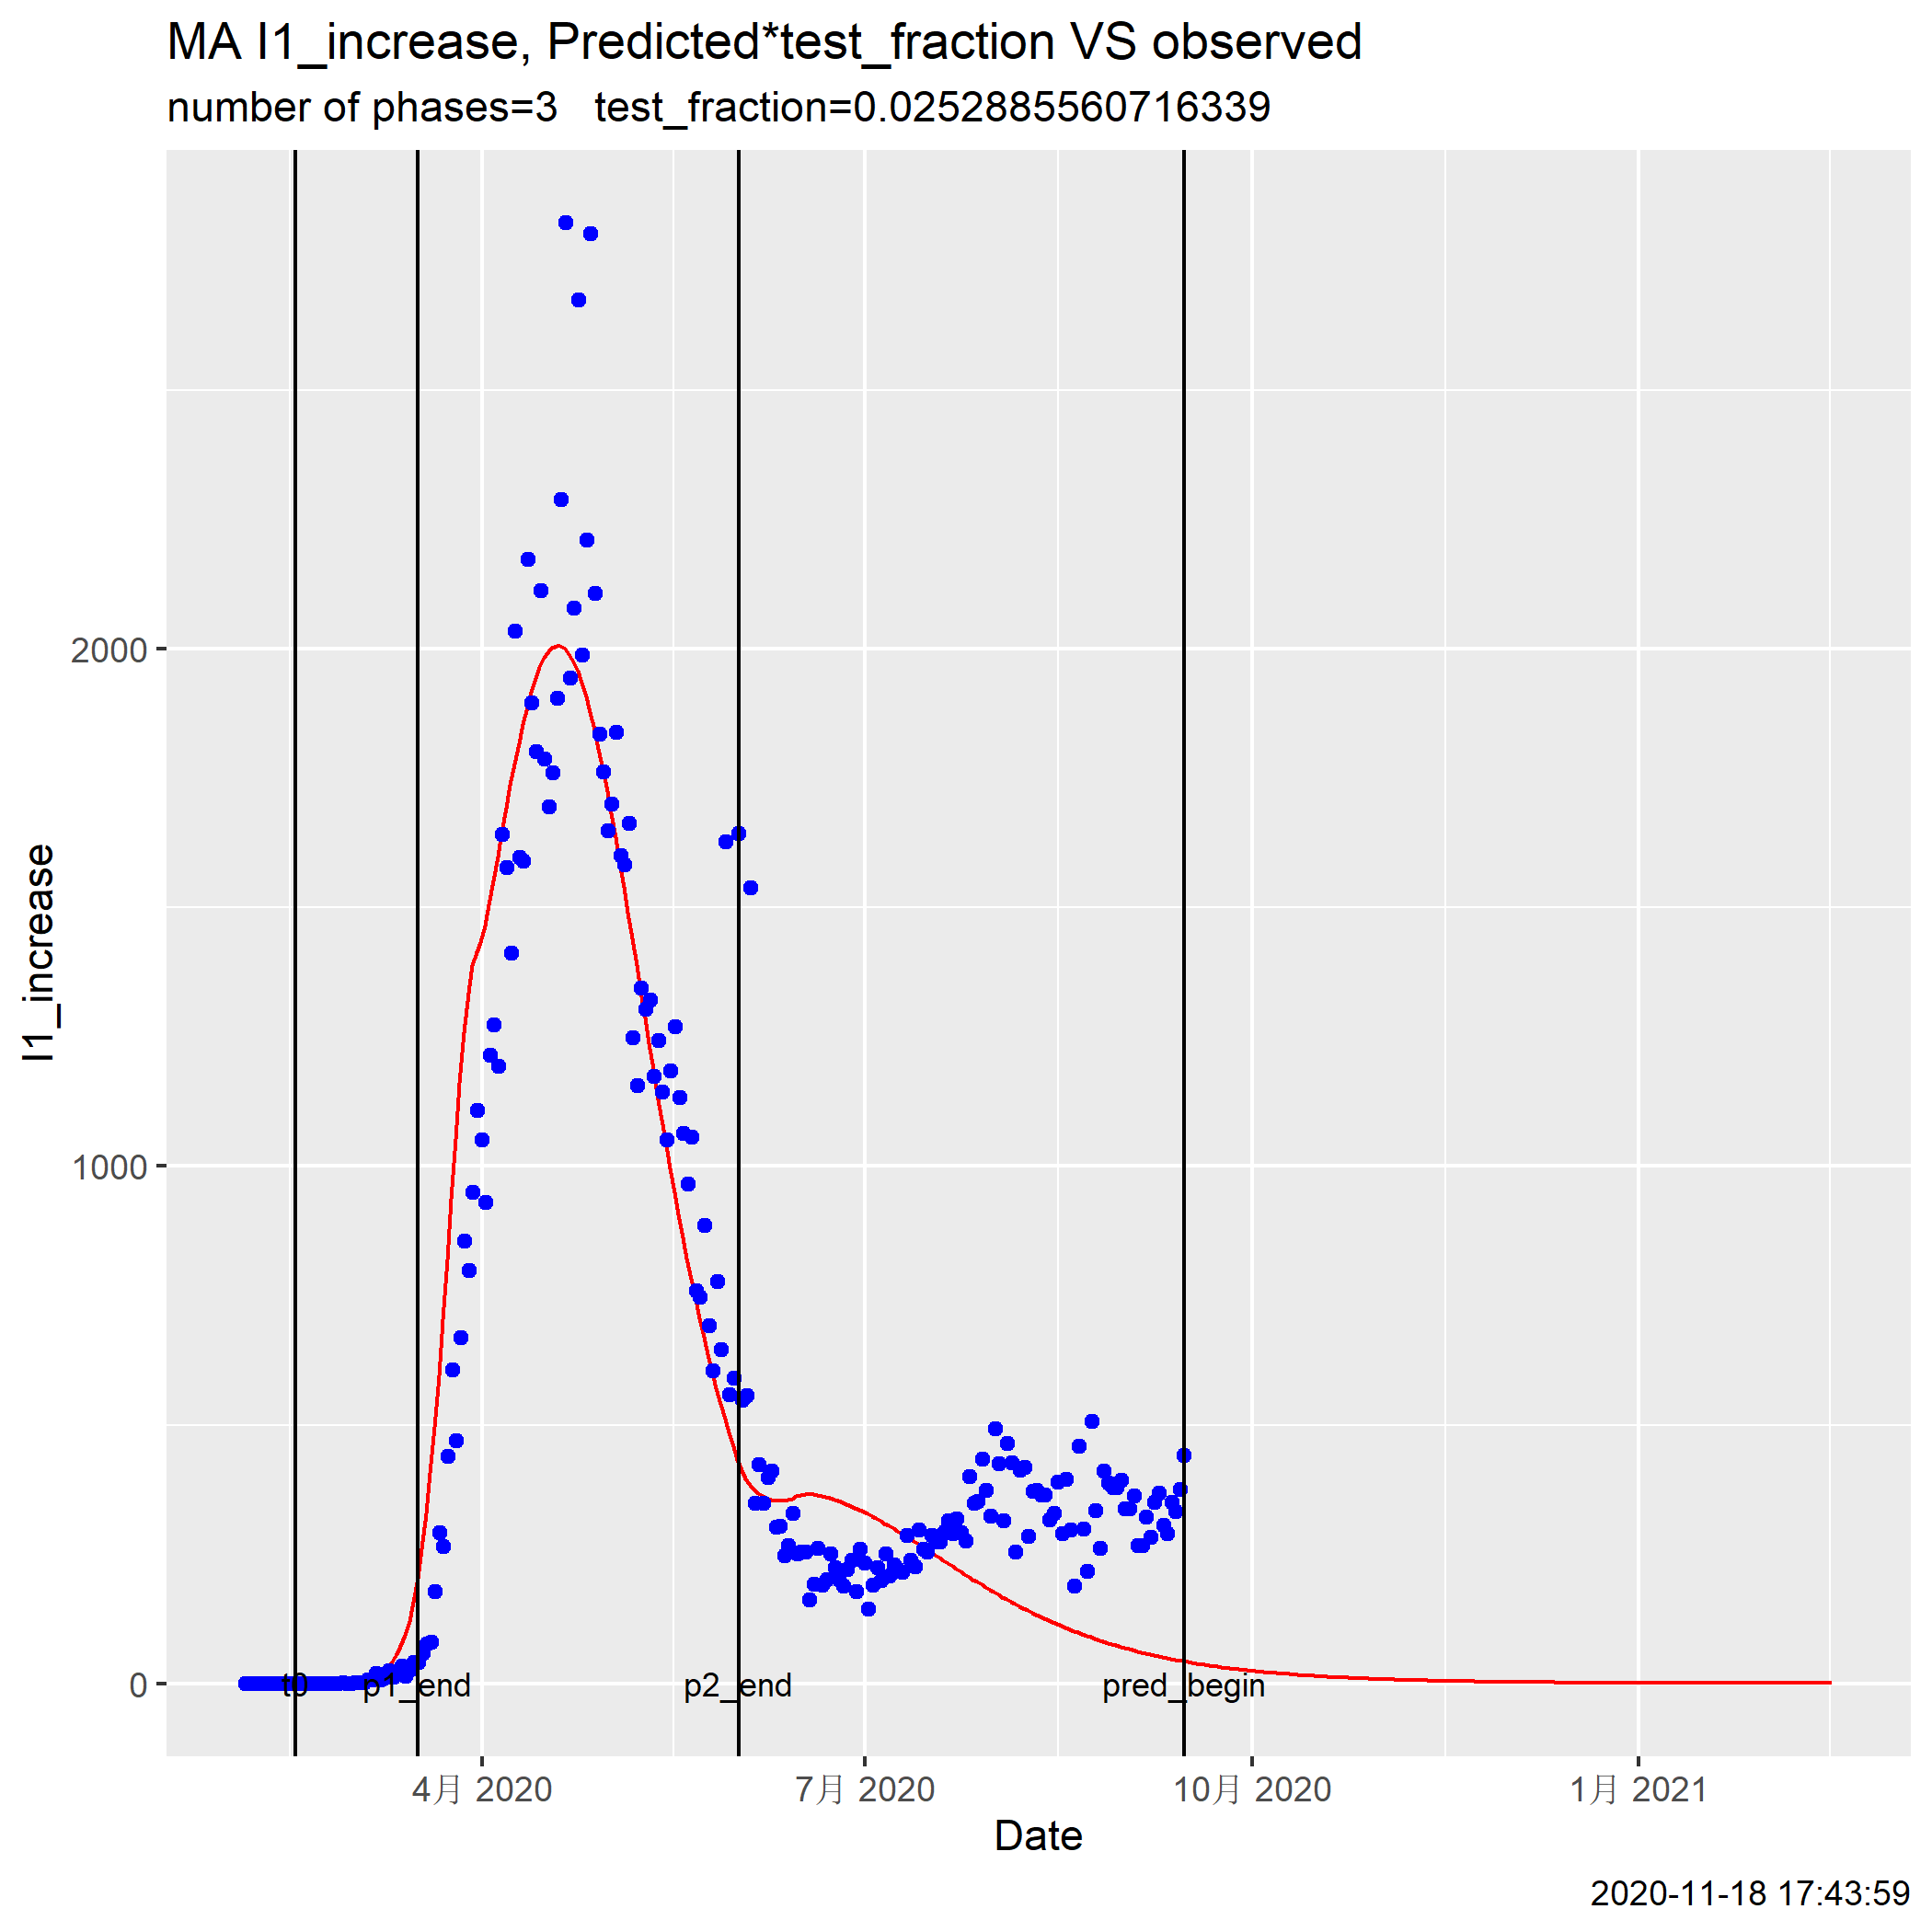 MA I1_increase, Predicted*test_fraction VS observed
number of phases=3   test_fraction=0.0252885560716339
I1_increase
2000
1000
0
t0 p1_end p2_end pred_begin
4月 2020 7月 2020 10月 2020 1月 2021
Date
2020-11-18 17:43:59